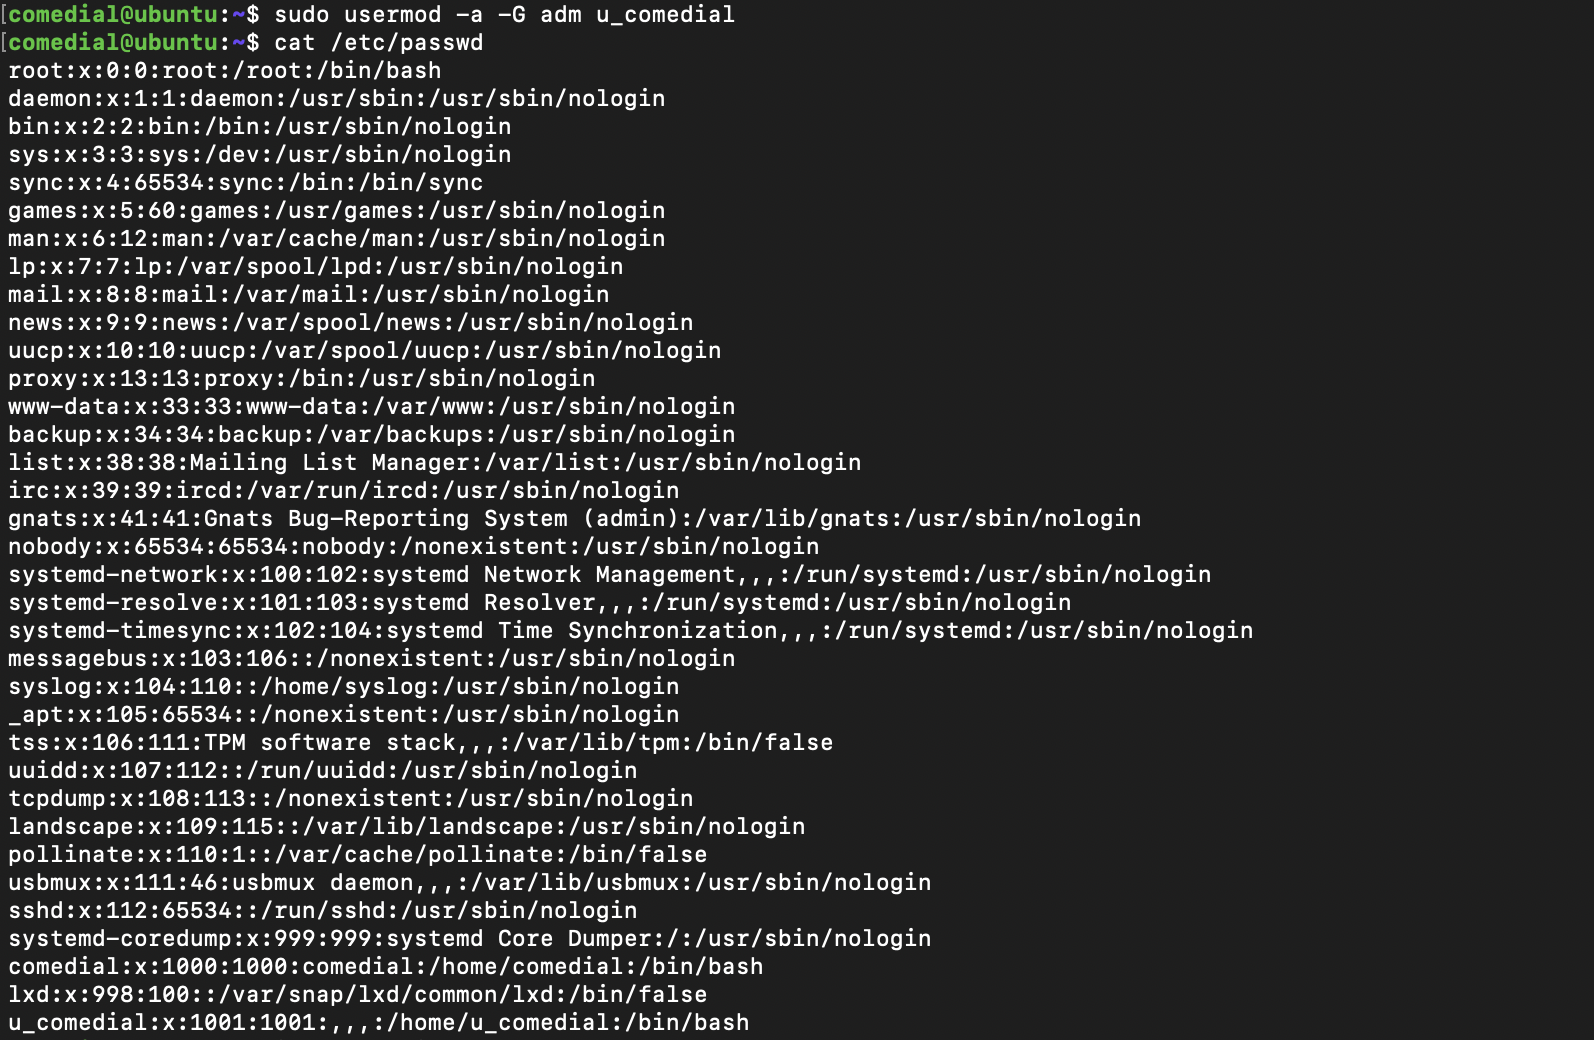 [comedial@ubuntu:~$ sudo usermod -a -G adm u_comedial
[comedial@ubuntu:~$ cat /etc/passwd
root:x:0:0:root:/root:/bin/bash
daemon:x:1:1:daemon:/usr/sbin:/usr/sbin/nologin
bin:x:2:2:bin:/bin:/usr/sbin/nologin
sys:x:3:3:sys:/dev:/usr/sbin/nologin
sync:x:4:65534:sync:/bin:/bin/sync
games:x:5:60:games:/usr/games:/usr/sbin/nologin
man:x:6:12:man:/var/cache/man:/usr/sbin/nologin
lp:x:7:7:lp:/var/spool/lpd:/usr/sbin/nologin
mail:x:8:8:mail:/var/mail:/usr/sbin/nologin
news:x:9:9:news:/var/spool/news:/usr/sbin/nologin
uucp:x:10:10:uucp:/var/spool/uucp:/usr/sbin/nologin
proxy:x:13:13:proxy:/bin:/usr/sbin/nologin
www-data:x:33:33:www-data:/var/www:/usr/sbin/nologin
backup:x:34:34:backup:/var/backups:/usr/sbin/nologin
list:x:38:38:Mailing List Manager:/var/list:/usr/sbin/nologin
irc:x:39:39:ircd:/var/run/ircd:/usr/sbin/nologin
gnats:x:41:41:Gnats Bug-Reporting System (admin):/var/lib/gnats:/usr/sbin/nologin
nobody:x:65534:65534:nobody:/nonexistent:/usr/sbin/nologin
systemd-network:x:100:102:systemd Network Management,,,:/run/systemd:/usr/sbin/nologin
systemd-resolve:x:101:103:systemd Resolver,,,:/run/systemd:/usr/sbin/nologin
systemd-timesync:x:102:104:systemd Time Synchronization,,,:/run/systemd:/usr/sbin/nologin
messagebus:x:103:106::/nonexistent:/usr/sbin/nologin
syslog:x:104:110::/home/syslog:/usr/sbin/nologin
_apt:x:105:65534::/nonexistent:/usr/sbin/nologin
tss:x:106:111:TPM software stack,,,:/var/lib/tpm:/bin/false
uuidd:x:107:112::/run/uuidd:/usr/sbin/nologin
tcpdump:x:108:113::/nonexistent:/usr/sbin/nologin
landscape:x:109:115::/var/lib/landscape:/usr/sbin/nologin
pollinate:x:110:1::/var/cache/pollinate:/bin/false
usbmux:x:111:46:usbmux daemon,,,:/var/lib/usbmux:/usr/sbin/nologin
sshd:x:112:65534::/run/sshd:/usr/sbin/nologin
systemd-coredump:x:999:999:systemd Core Dumper:/:/usr/sbin/nologin
comedial:x:1000:1000:comedial:/home/comedial:/bin/bash
lxd:x:998:100::/var/snap/lxd/common/lxd:/bin/false
u_comedial:x:1001:1001:,,,:/home/u_comedial:/bin/bash